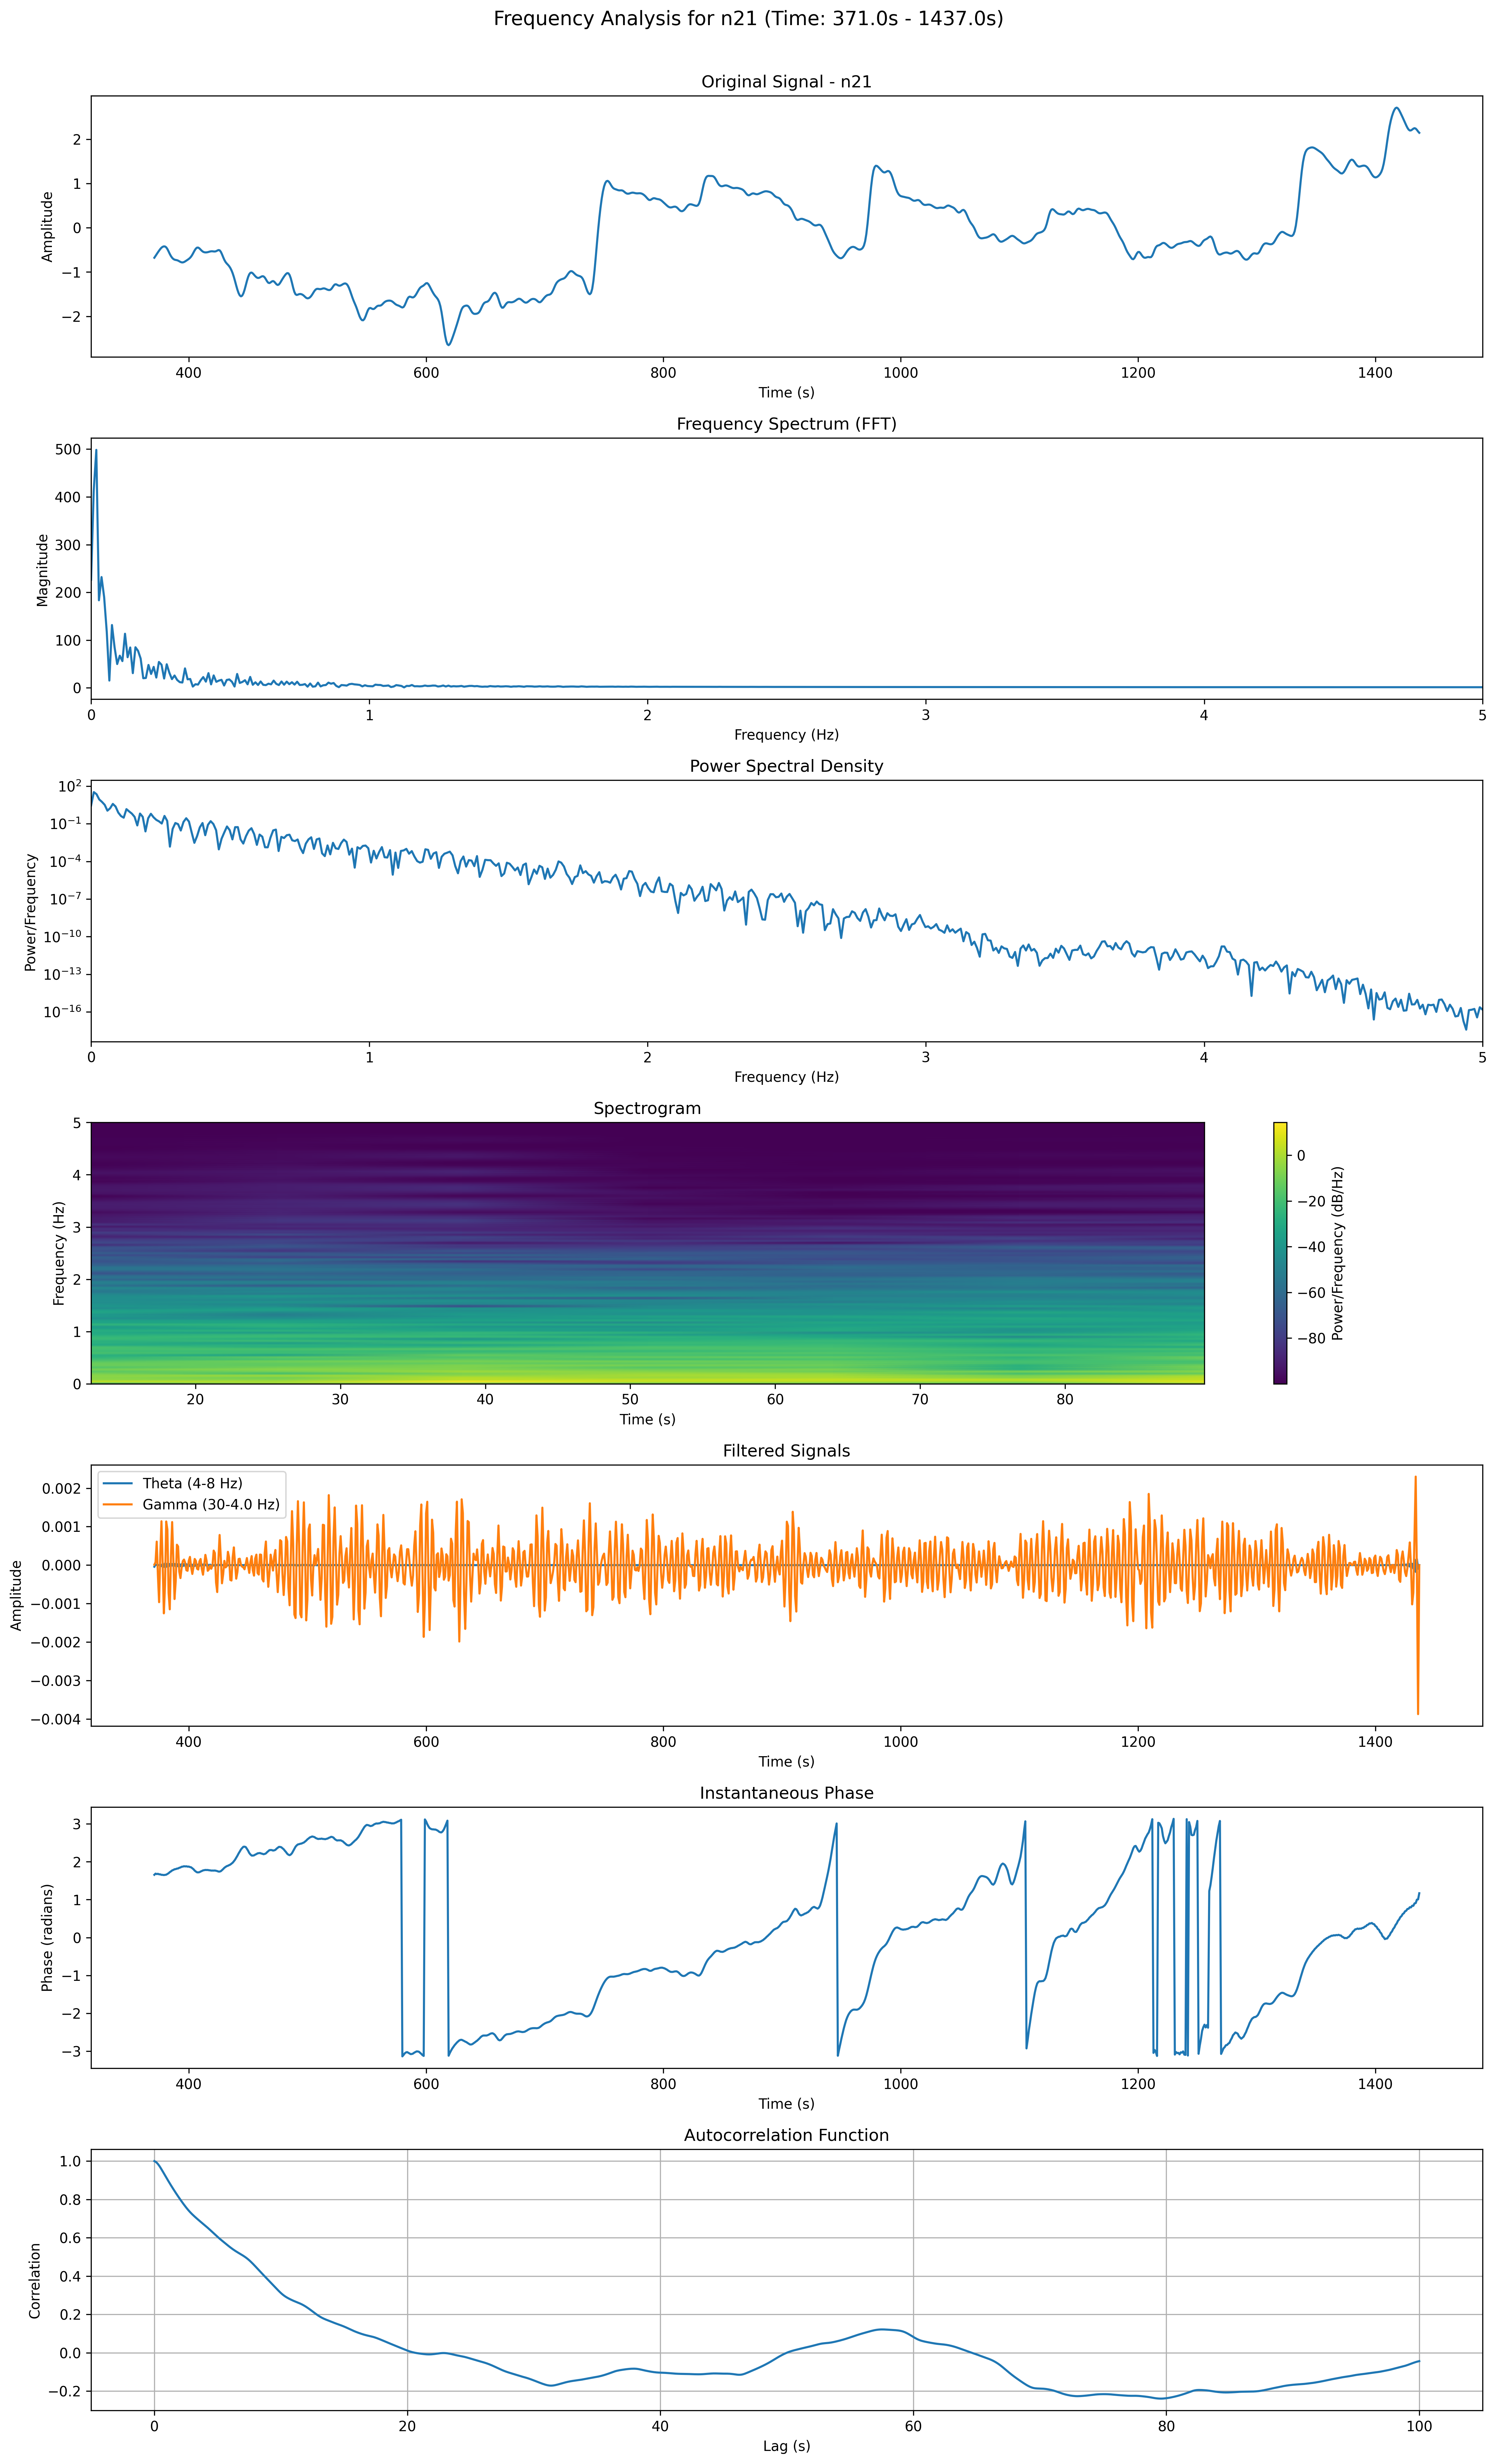 Frequency Analysis for n21 (Time: 371.0s - 1437.0s)
Original Signal - n21
Amplitude
2
1
0
−1
−2
400 600 800 1000 1200 1400
Time (s)
Frequency Spectrum (FFT)
Magnitude
500
400
300
200
100
0
0 1 2 3 4 5
Frequency (Hz)
Power Spectral Density
Power/Frequency
10²
10⁻¹
10⁻⁴
10⁻⁷
10⁻¹⁰
10⁻¹³
10⁻¹⁶
0 1 2 3 4 5
Frequency (Hz)
Spectrogram
Frequency (Hz)
5
4
3
2
1
0
20 30 40 50 60 70 80
Time (s)
0
−20
−40
−60
−80
Power/Frequency (dB/Hz)
Filtered Signals
Theta (4-8 Hz)
Gamma (30-4.0 Hz)
Amplitude
0.002
0.001
0.000
−0.001
−0.002
−0.003
−0.004
400 600 800 1000 1200 1400
Time (s)
Instantaneous Phase
Phase (radians)
3
2
1
0
−1
−2
−3
400 600 800 1000 1200 1400
Time (s)
Autocorrelation Function
Correlation
1.0
0.8
0.6
0.4
0.2
0.0
−0.2
0 20 40 60 80 100
Lag (s)